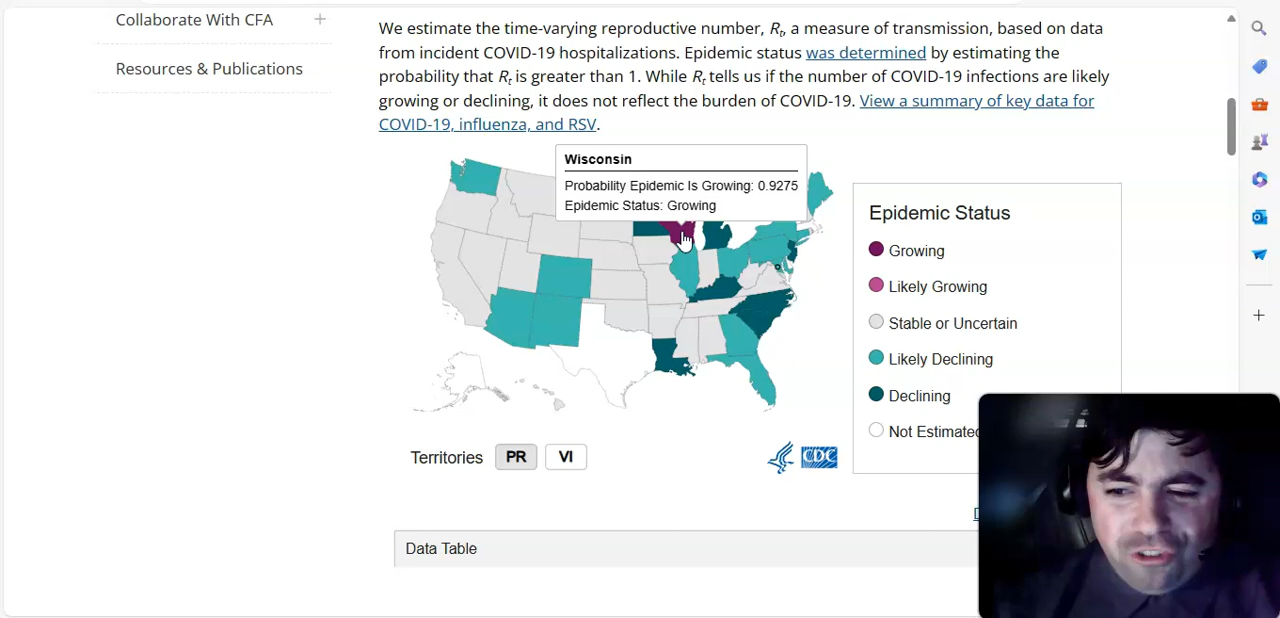 Collaborate With CFA +
Resources & Publications
We estimate the time-varying reproductive number, Rt, a measure of transmission, based on data
from incident COVID-19 hospitalizations. Epidemic status was determined by estimating the
probability that Rt is greater than 1. While Rt tells us if the number of COVID-19 infections are likely
growing or declining, it does not reflect the burden of COVID-19. View a summary of key data for
COVID-19, influenza, and RSV.
Wisconsin
Probability Epidemic Is Growing: 0.9275
Epidemic Status: Growing
Epidemic Status
Growing
Likely Growing
Stable or Uncertain
Likely Declining
Declining
Not Estimated
Territories PR VI
CDC
Data Table